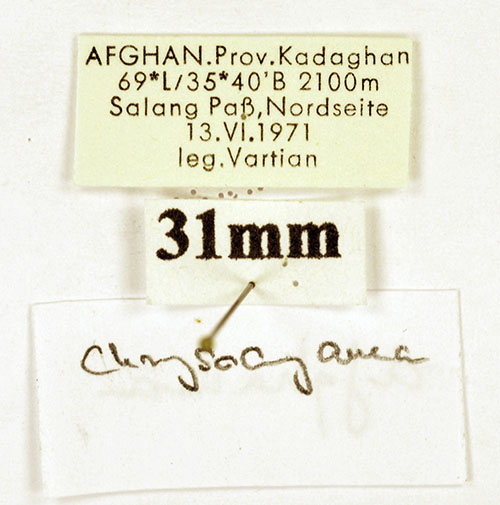 AFGHAN.Prov.Kadaghan
69*L/35*40'B 2100m
Salang Paß,Nordseite
13.VI.1971
leg.Vartian
31mm
Chrysocyanea